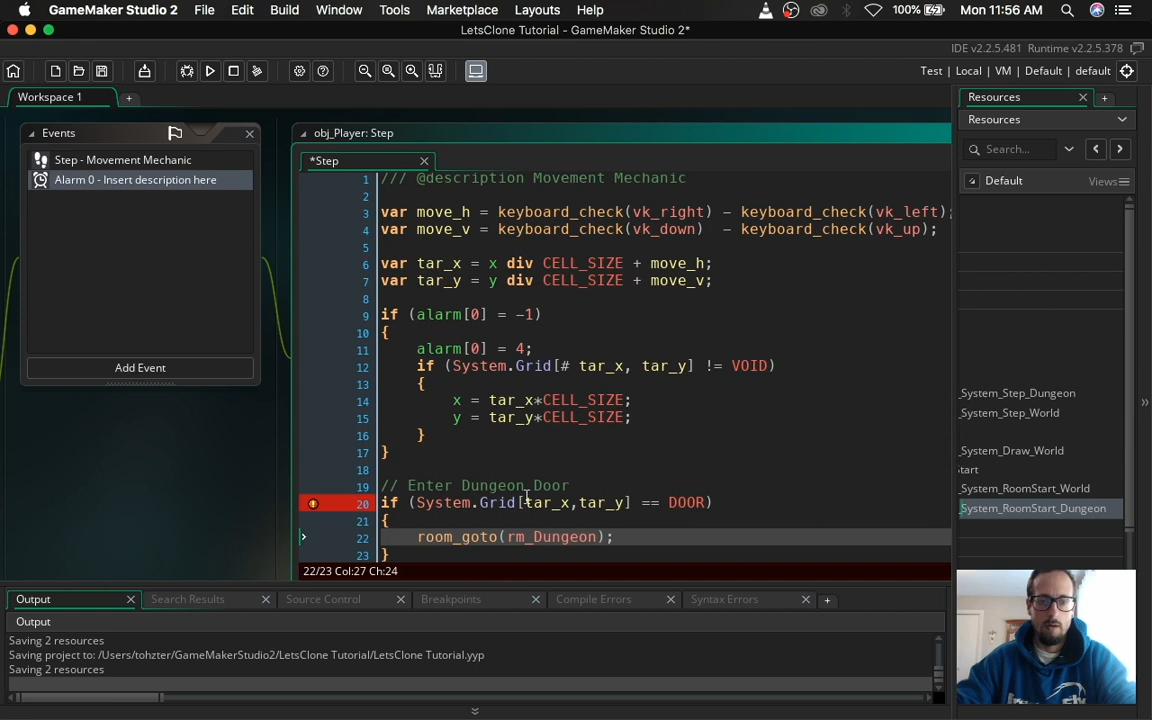 GameMaker Studio 2 File Edit Build Window Tools Marketplace Layouts Help 100% Mon 11:56 AM
LetsClone Tutorial - GameMaker Studio 2*
IDE v2.2.5.481 Runtime v2.2.5.378
Test | Local | VM | Default | default
Workspace 1
Resources
Resources
Search...
Default Views
Events
Step - Movement Mechanic
Alarm 0 - Insert description here
Add Event
obj_Player: Step
*Step
1 /// @description Movement Mechanic
2
3 var move_h = keyboard_check(vk_right) - keyboard_check(vk_left);
4 var move_v = keyboard_check(vk_down) - keyboard_check(vk_up);
5
6 var tar_x = x div CELL_SIZE + move_h;
7 var tar_y = y div CELL_SIZE + move_v;
8
9 if (alarm[0] = -1)
10 {
11 alarm[0] = 4;
12 if (System.Grid[# tar_x, tar_y] != VOID)
13 {
14 x = tar_x*CELL_SIZE;
15 y = tar_y*CELL_SIZE;
16 }
17 }
18
19 // Enter Dungeon Door
20 if (System.Grid[tar_x,tar_y] == DOOR)
21 {
22 room_goto(rm_Dungeon);
23 }
22/23 Col:27 Ch:24
_System_Step_Dungeon
_System_Step_World
_System_Draw_World
Start
_System_RoomStart_World
_System_RoomStart_Dungeon
Output Search Results Source Control Breakpoints Compile Errors Syntax Errors
Output
Saving 2 resources
Saving project to: /Users/tohzter/GameMakerStudio2/LetsClone Tutorial/LetsClone Tutorial.yyp
Saving 2 resources